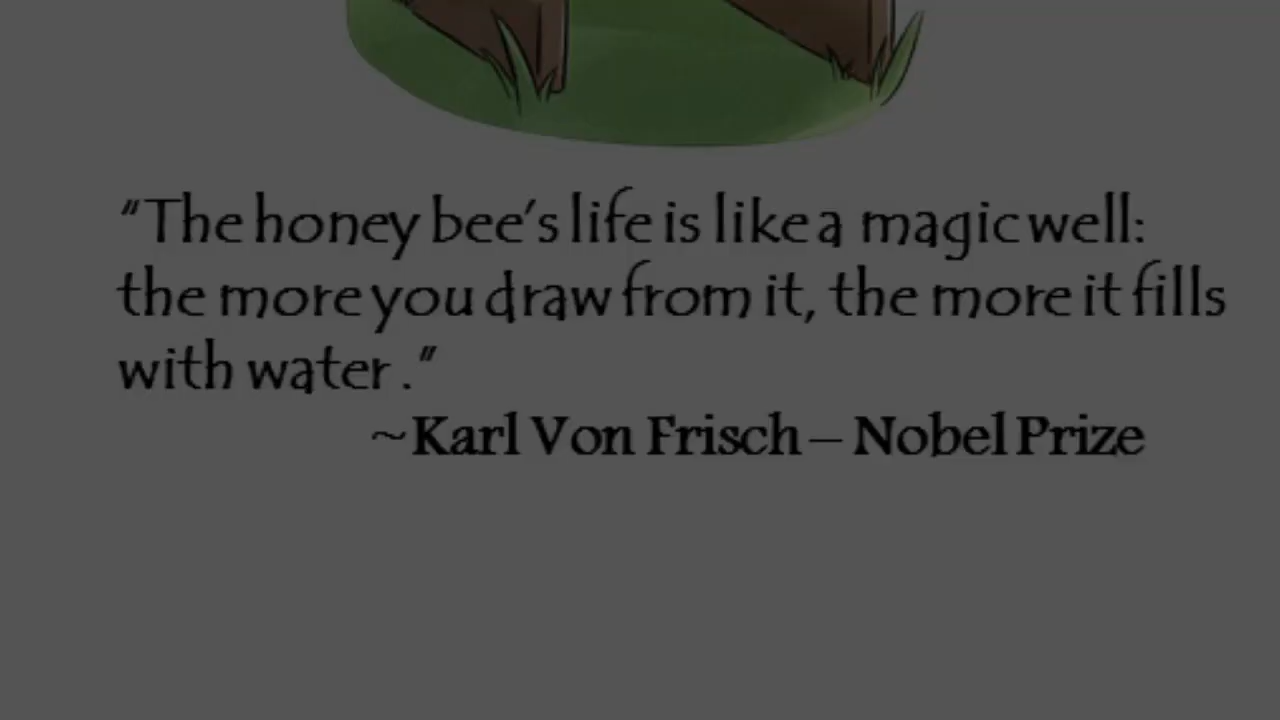 “The honey bee’s life is like a magic well:
the more you draw from it, the more it fills
with water .”
~Karl Von Frisch – Nobel Prize